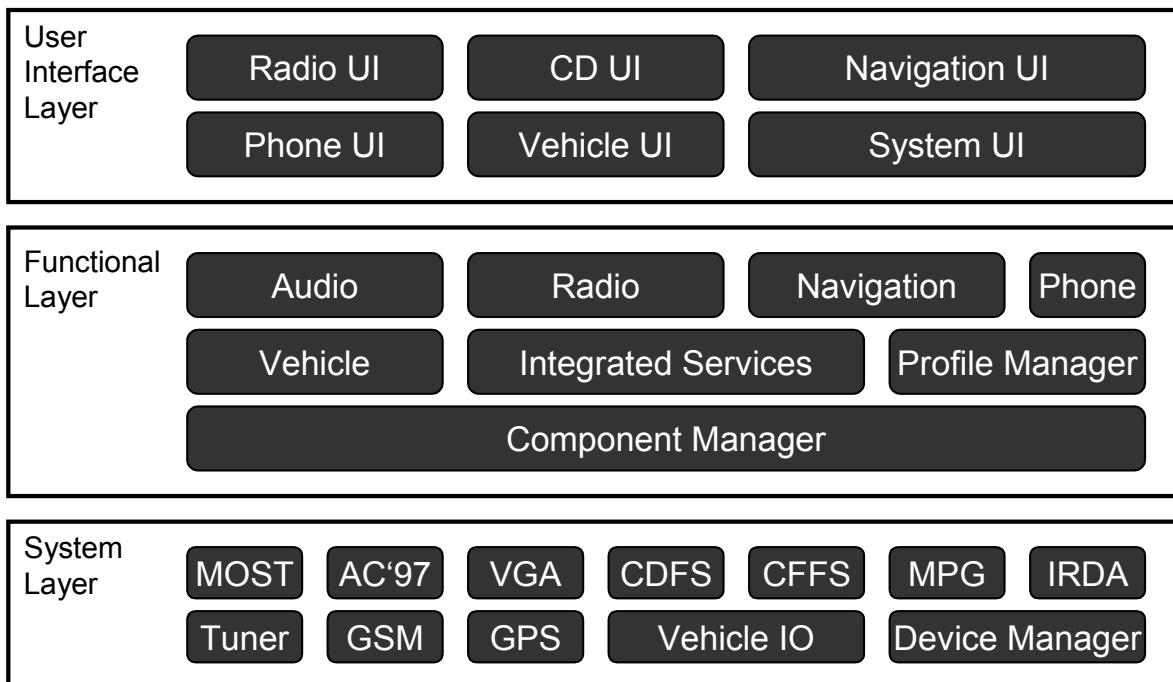 User
Interface
Layer
Radio UI CD UI Navigation UI
Phone UI Vehicle UI System UI
Functional
Layer
Audio Radio Navigation Phone
Vehicle Integrated Services Profile Manager
Component Manager
System
Layer
MOST AC‘97 VGA CDFS CFFS MPG IRDA
Tuner GSM GPS Vehicle IO Device Manager